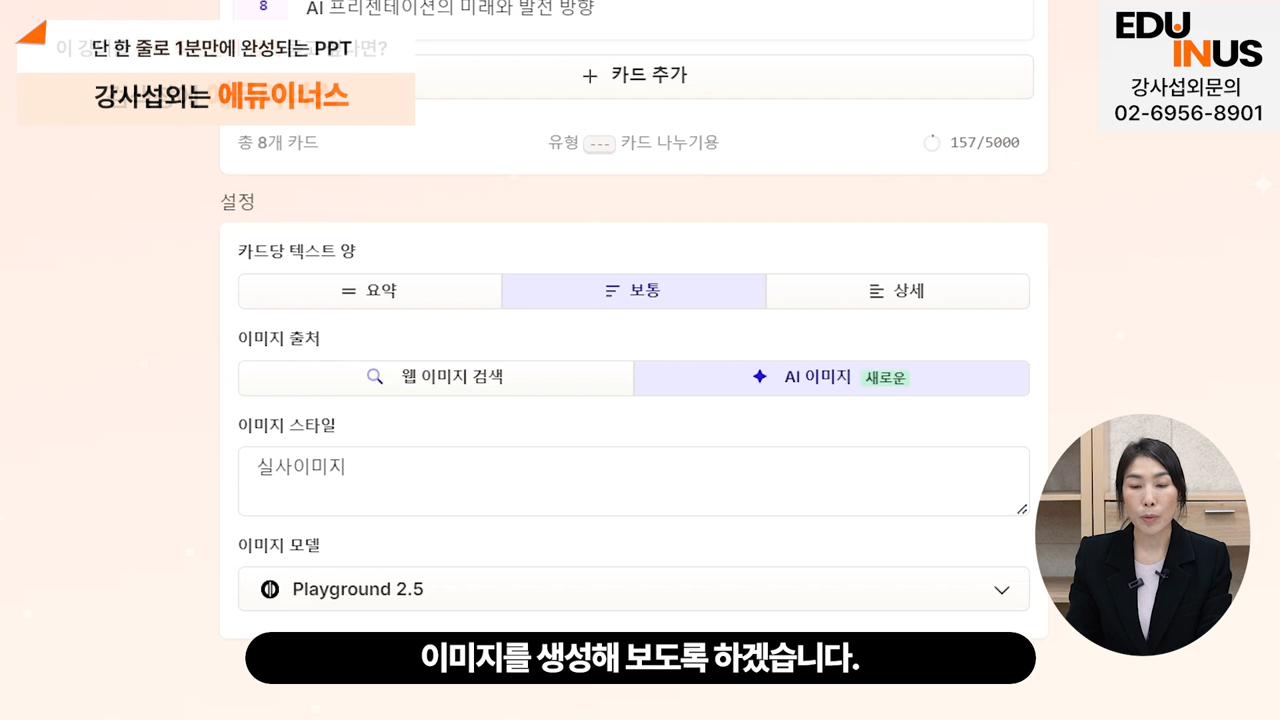 8 AI 프리젠테이션의 미래와 발전 방향
단 한 줄로 1분만에 완성되는 PPT
강사섭외는 에듀이너스
EDU
INUS
강사섭외문의
02-6956-8901
+ 카드 추가
총 8개 카드
유형 --- 카드 나누기용
157/5000
설정
카드당 텍스트 양
요약
보통
상세
이미지 출처
웹 이미지 검색
AI 이미지 새로운
이미지 스타일
실사이미지
이미지 모델
Playground 2.5
이미지를 생성해 보도록 하겠습니다.